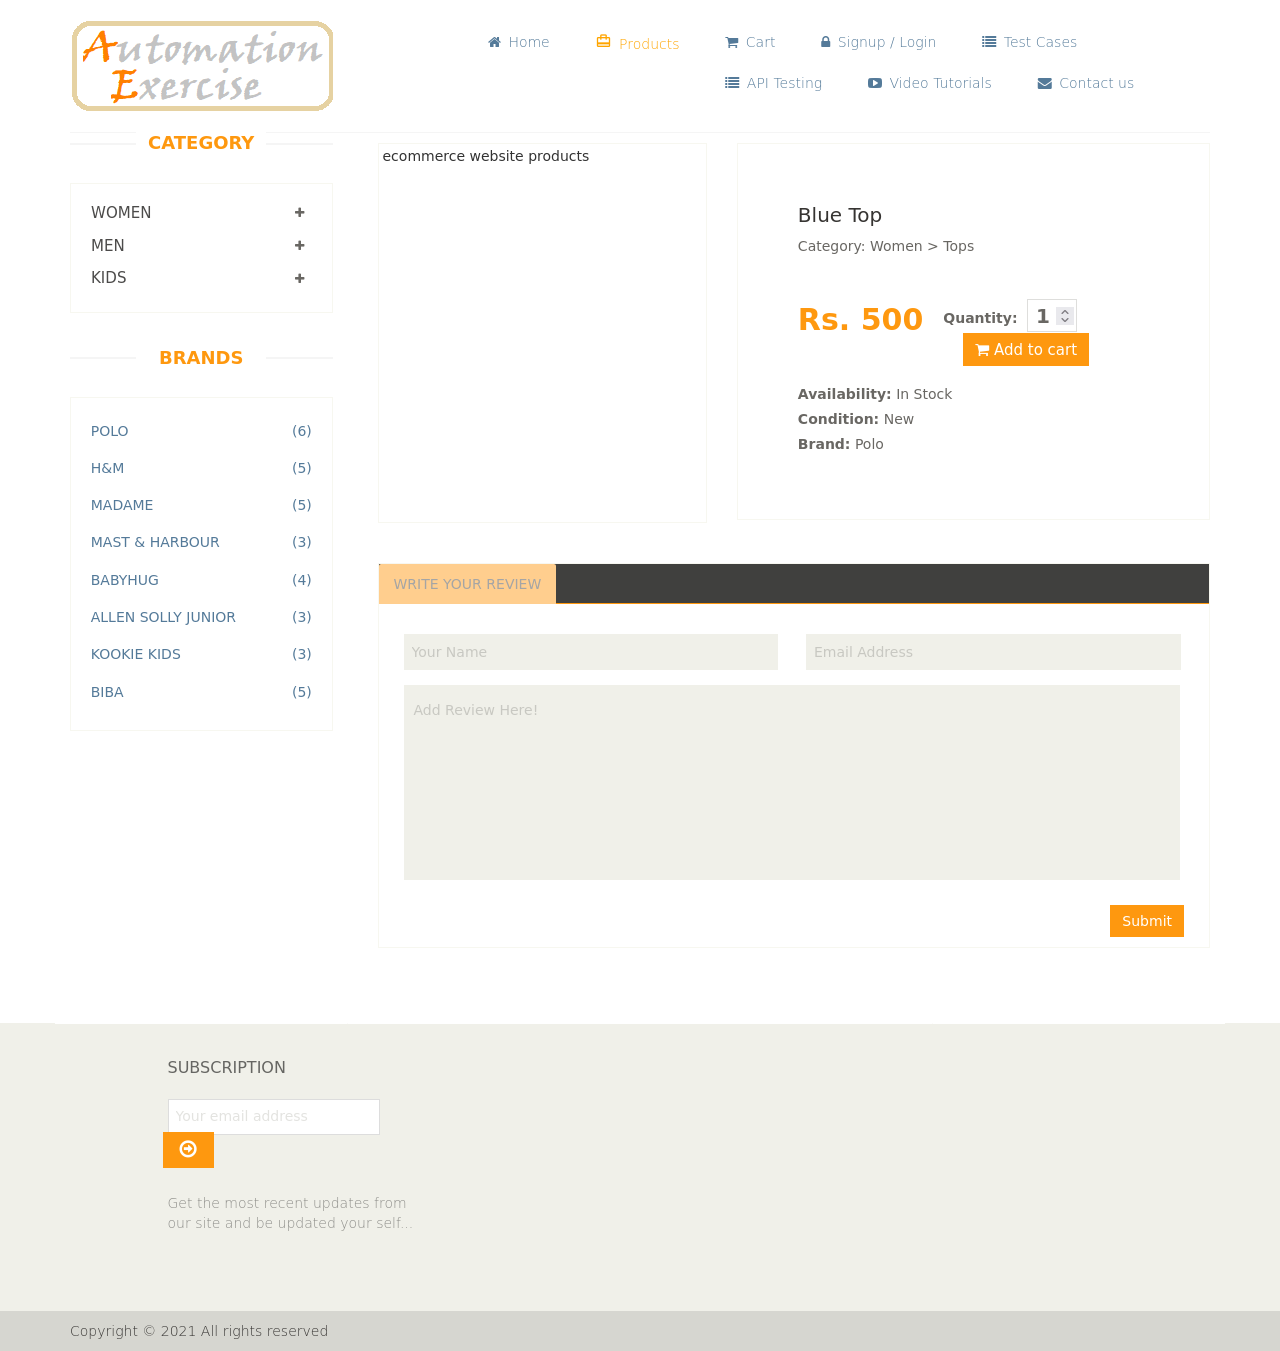 Automation
Exercise
Home
Products
Cart
Signup / Login
Test Cases
API Testing
Video Tutorials
Contact us
CATEGORY
WOMEN
MEN
KIDS
BRANDS
POLO (6)
H&M (5)
MADAME (5)
MAST & HARBOUR (3)
BABYHUG (4)
ALLEN SOLLY JUNIOR (3)
KOOKIE KIDS (3)
BIBA (5)
ecommerce website products
Blue Top
Category: Women > Tops
Rs. 500 Quantity: 1
Add to cart
Availability: In Stock
Condition: New
Brand: Polo
WRITE YOUR REVIEW
Your Name
Email Address
Add Review Here!
Submit
SUBSCRIPTION
Your email address
Get the most recent updates from
our site and be updated your self...
Copyright © 2021 All rights reserved